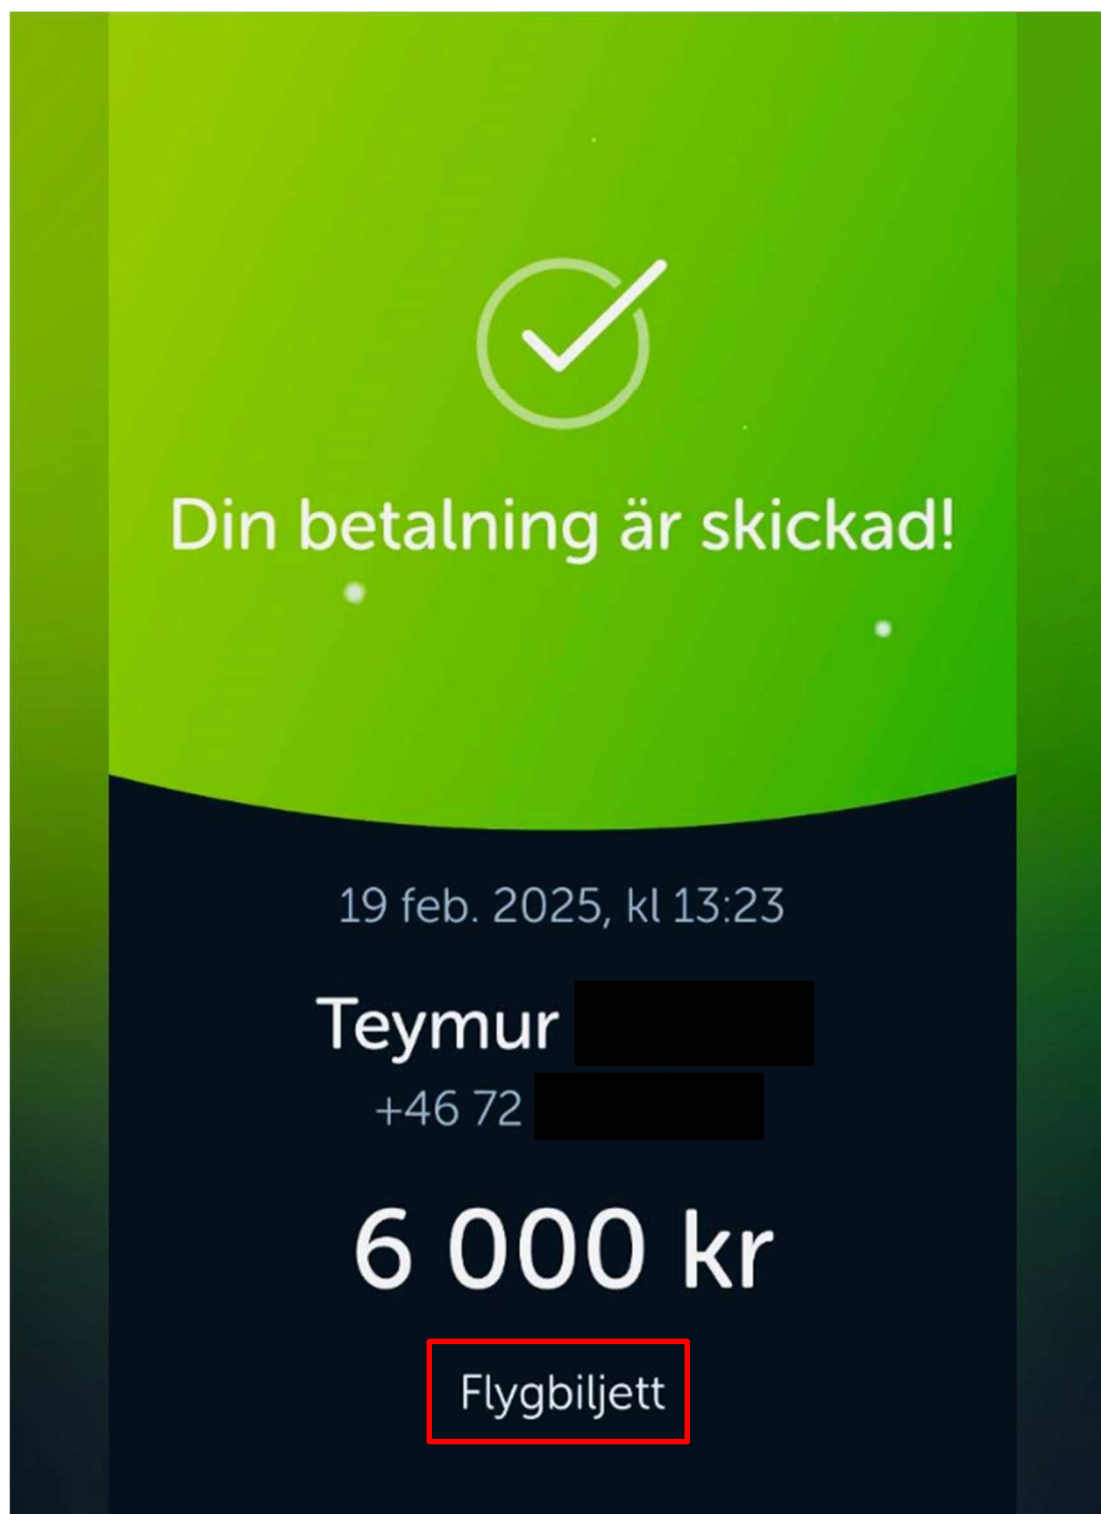 Din betalning är skickad!
19 feb. 2025, kl 13:23
Teymur
+46 72
6 000 kr
Flygbiljett